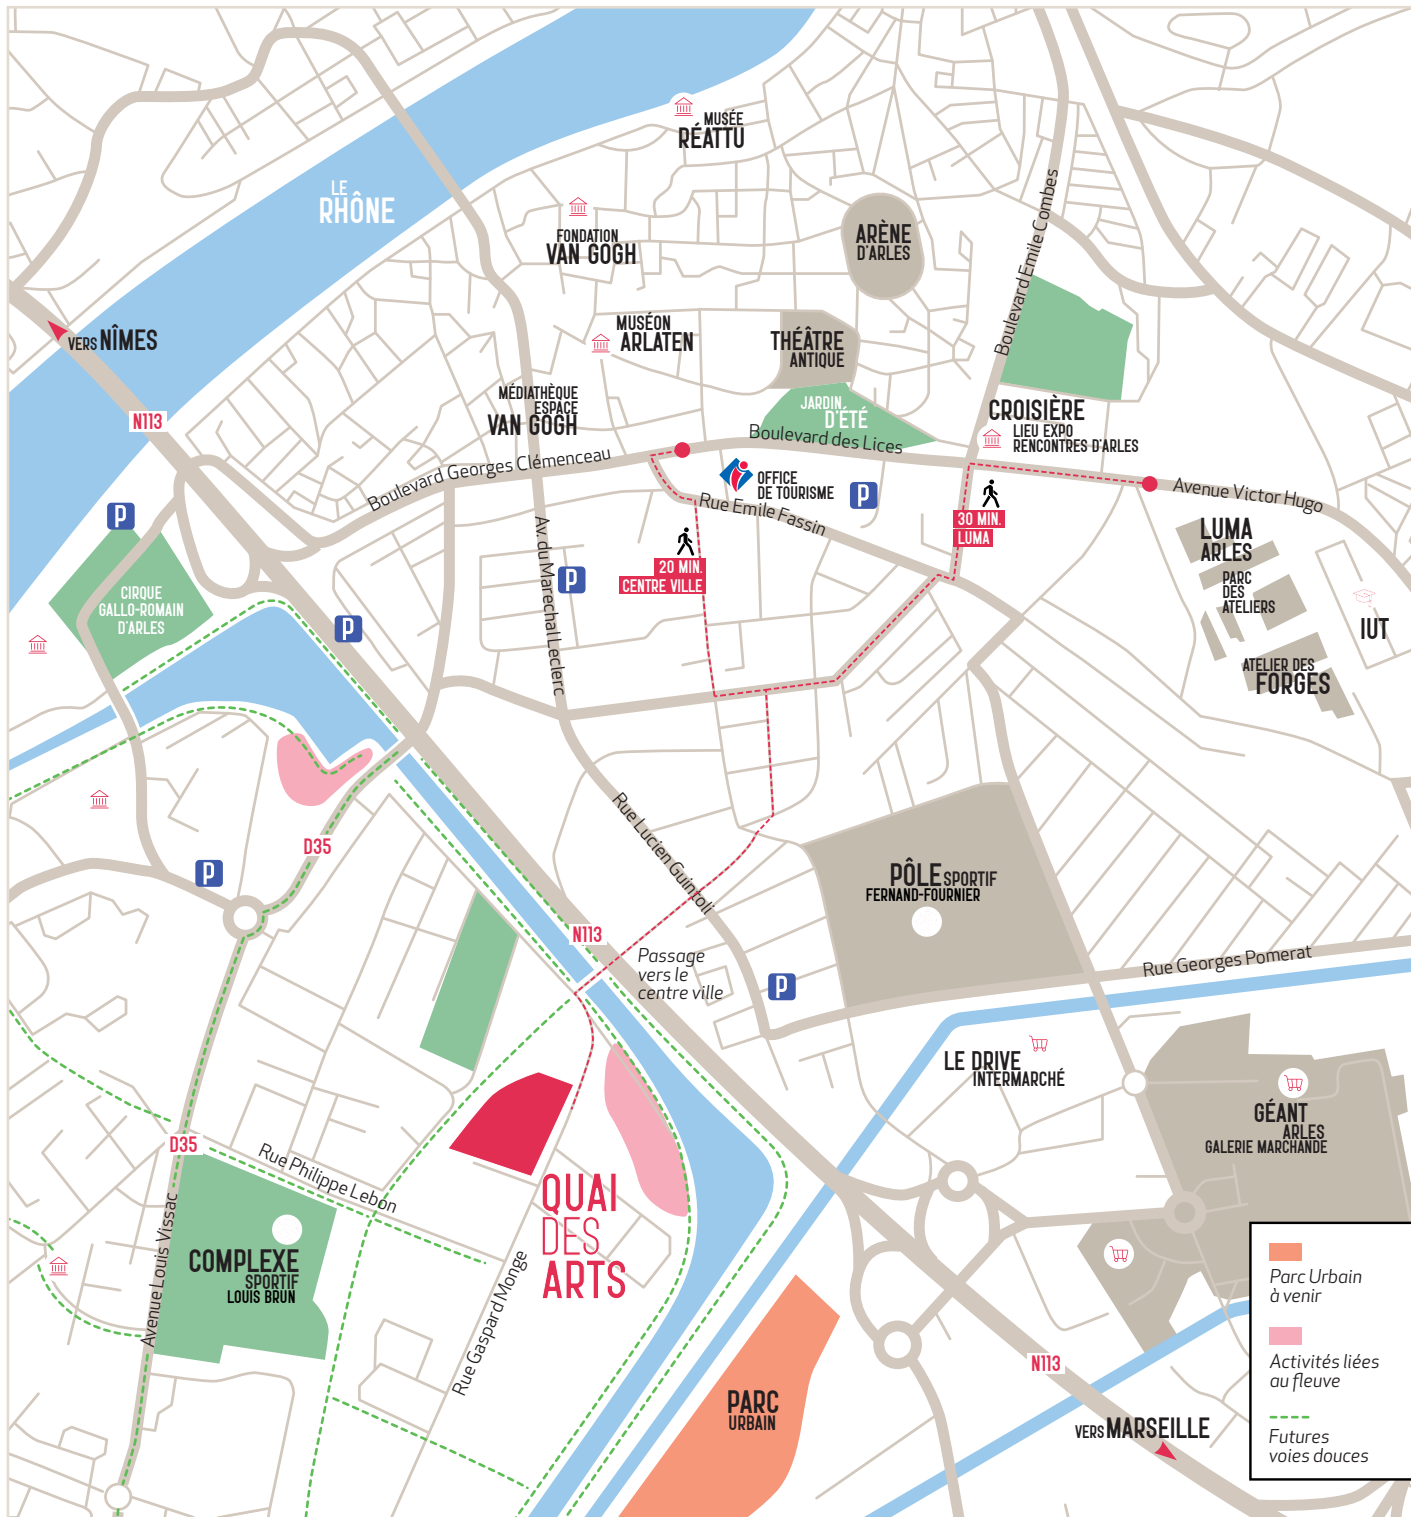 MUSÉE
RÉATTU
LE
RHÔNE
FONDATION
VAN GOGH
ARÈNE
D'ARLES
Boulevard Emile Combes
VERS NÎMES
MUSÉON
ARLATEN
THÉÂTRE
ANTIQUE
MÉDIATHÈQUE
ESPACE
VAN GOGH
JARDIN
D'ÉTÉ
CROISIÈRE
LIEU EXPO
RENCONTRES D'ARLES
N113
Boulevard Georges Clémenceau
Boulevard des Lices
OFFICE
DE TOURISME
P
Rue Emile Fassin
Avenue Victor Hugo
30 MIN.
LUMA
P
Av. du Marechal Leclerc
20 MIN.
CENTRE VILLE
P
LUMA
ARLES
PARC
DES
ATELIERS
IUT
ATELIER DES
FORGES
CIRQUE
GALLO-ROMAIN
D'ARLES
P
D35
P
Rue Lucien Guintoli
PÔLE SPORTIF
FERNAND-FOURNIER
N113
Passage
vers le
centre ville
P
Rue Georges Pomerat
LE DRIVE
INTERMARCHÉ
GÉANT
ARLES
GALERIE MARCHANDE
D35
Rue Philippe Lebon
QUAI
DES
ARTS
Avenue Louis Vissac
COMPLEXE
SPORTIF
LOUIS BRUN
Rue Gaspard Monge
PARC
URBAIN
N113
VERS MARSEILLE
Parc Urbain
à venir
Activités liées
au fleuve
Futures
voies douces